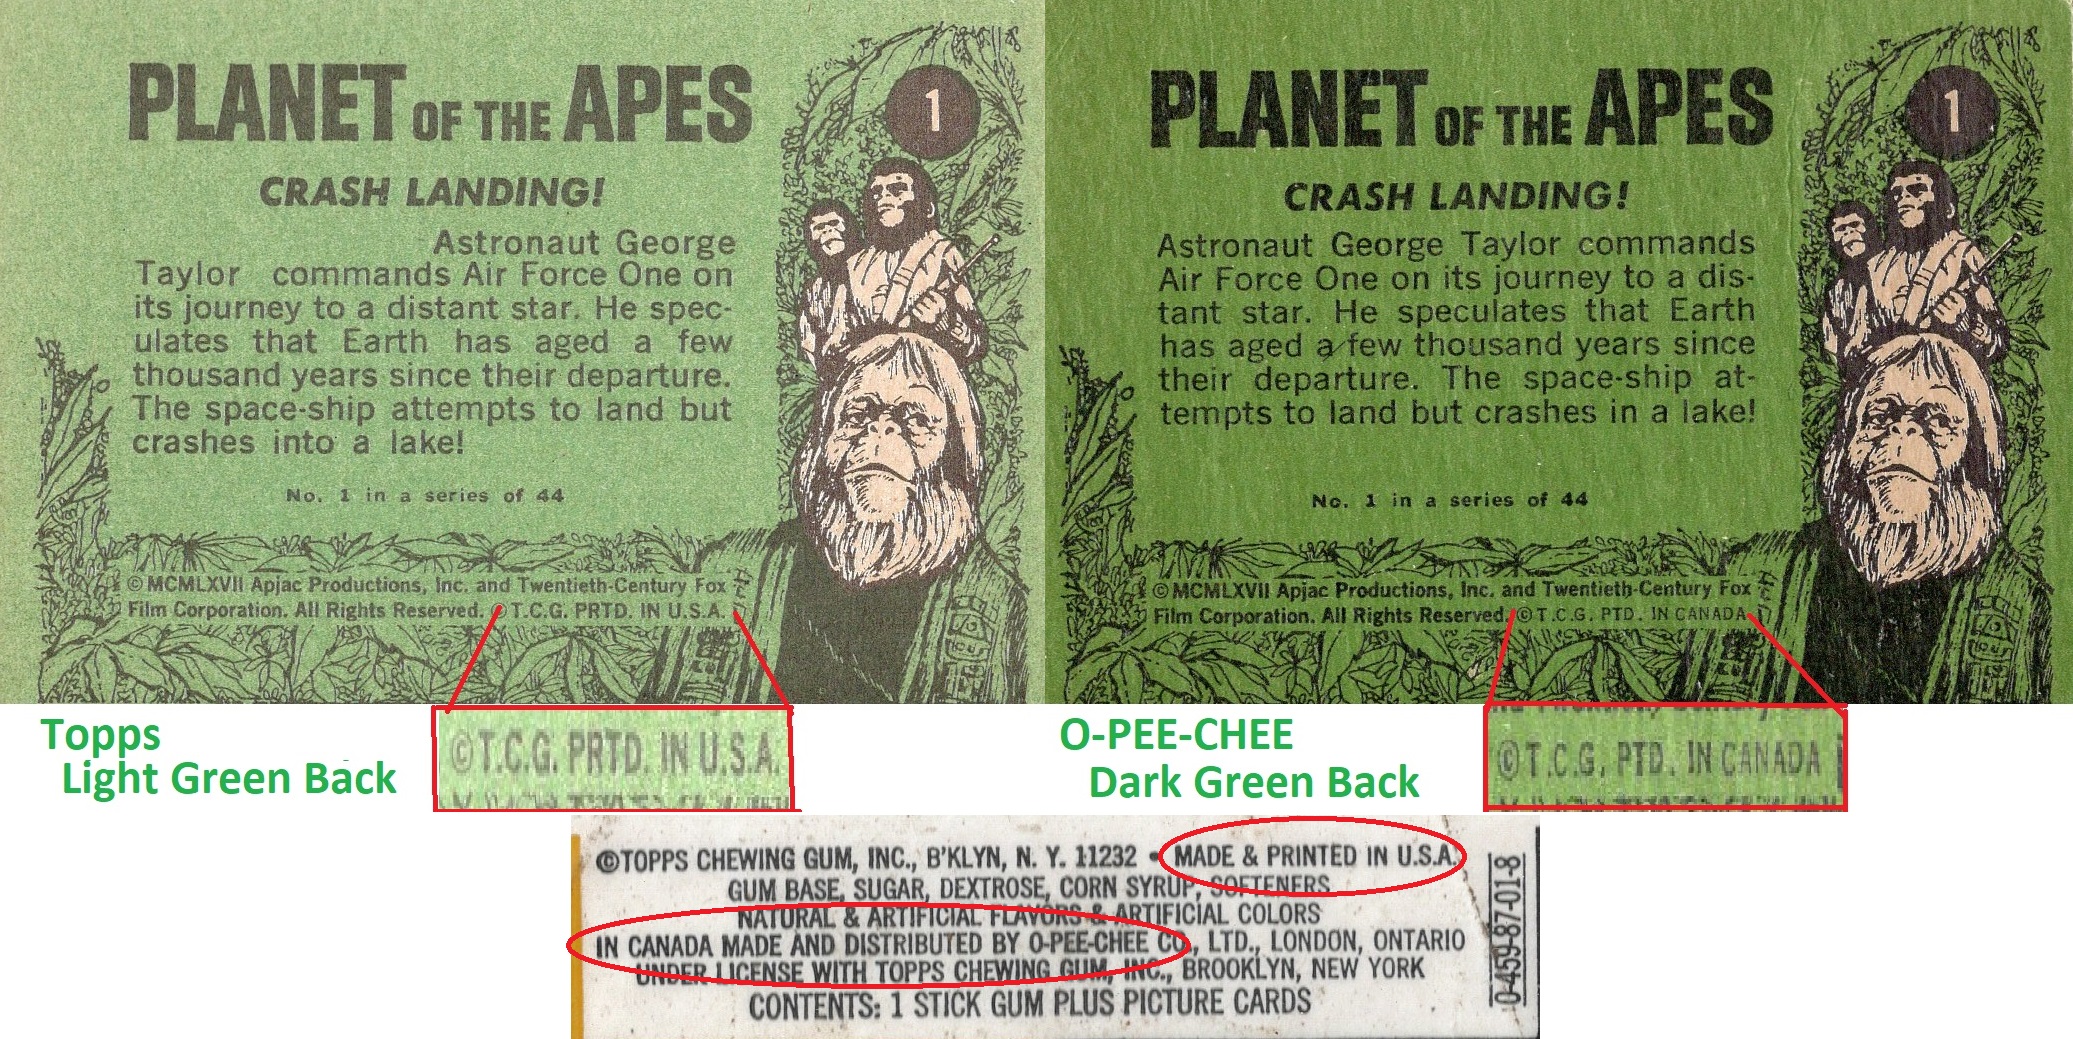 PLANET OF THE APES
1
CRASH LANDING!
Astronaut George
Taylor commands Air Force One on
its journey to a distant star. He spec-
ulates that Earth has aged a few
thousand years since their departure.
The space-ship attempts to land but
crashes into a lake!
No. 1 in a series of 44
© MCMLXVII Apjac Productions, Inc. and Twentieth-Century Fox
Film Corporation. All Rights Reserved. © T.C.G. PRTD. IN U.S.A.
PLANET OF THE APES
1
CRASH LANDING!
Astronaut George Taylor commands
Air Force One on its journey to a dis-
tant star. He speculates that Earth
has aged a few thousand years since
their departure. The space-ship at-
tempts to land but crashes in a lake!
No. 1 in a series of 44
© MCMLXVII Apjac Productions, Inc. and Twentieth-Century Fox
Film Corporation. All Rights Reserved. © T.C.G. PTD. IN CANADA
Topps
Light Green Back
© T.C.G. PRTD. IN U.S.A.
O-PEE-CHEE
Dark Green Back
© T.C.G. PTD. IN CANADA
© TOPPS CHEWING GUM, INC., B'KLYN, N. Y. 11232 • MADE & PRINTED IN U.S.A.
GUM BASE, SUGAR, DEXTROSE, CORN SYRUP, SOFTENERS
NATURAL & ARTIFICIAL FLAVORS & ARTIFICIAL COLORS
IN CANADA MADE AND DISTRIBUTED BY O-PEE-CHEE CO., LTD., LONDON, ONTARIO
UNDER LICENSE WITH TOPPS CHEWING GUM, INC., BROOKLYN, NEW YORK
CONTENTS: 1 STICK GUM PLUS PICTURE CARDS
0-459-87-01-8